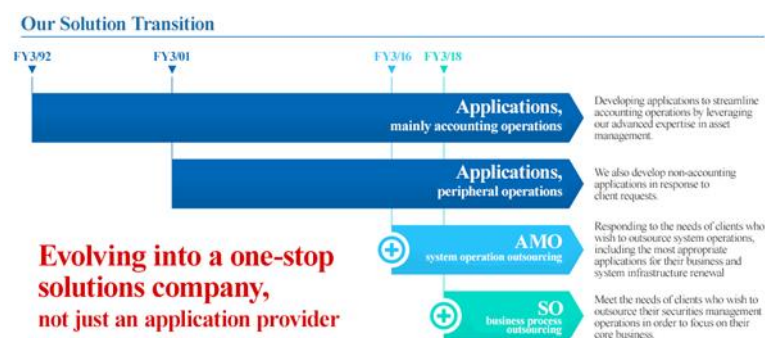 Our Solution Transition
FY3/92 FY3/01 FY3/16 FY3/18
Applications,
mainly accounting operations
Developing applications to streamline
accounting operations by leveraging
our advanced expertise in asset
management.
Applications,
peripheral operations
We also develop non-accounting
applications in response to
client requests.
AMO
system operation outsourcing
Responding to the needs of clients who
wish to outsource system operations,
including the most appropriate
applications for their business and
system infrastructure renewal
SO
business process
outsourcing
Meet the needs of clients who wish to
outsource their securities management
operations in order to focus on their
core business.
Evolving into a one-stop
solutions company,
not just an application provider